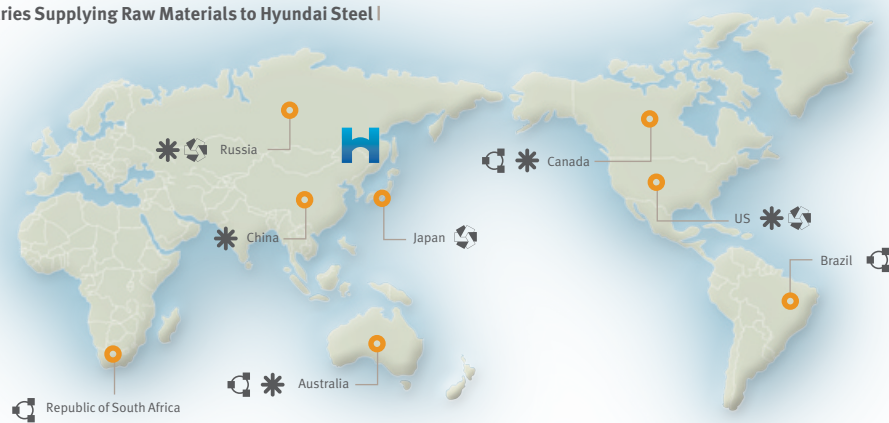 ries Supplying Raw Materials to Hyundai Steel |
Russia
Canada
China
Japan
US
Brazil
Australia
Republic of South Africa